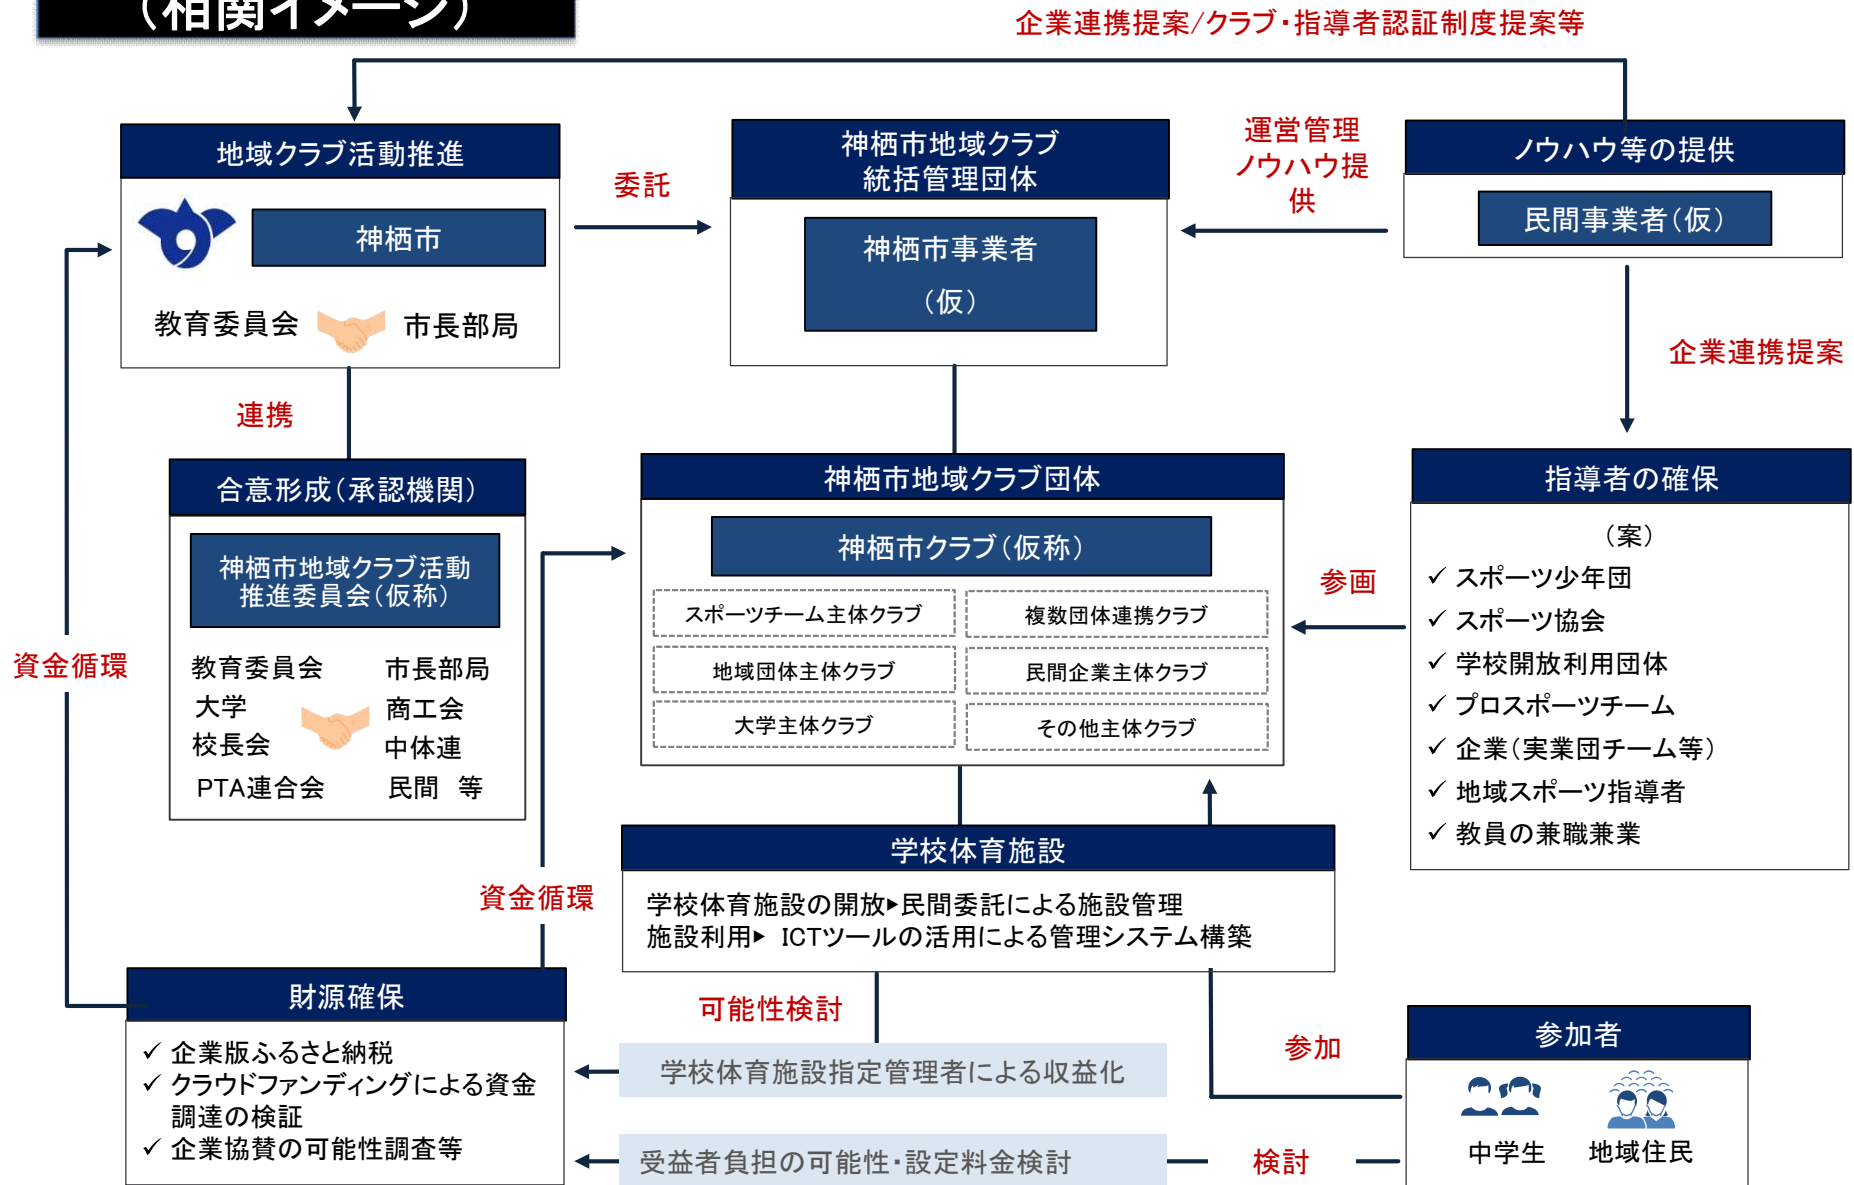 （相関イメージ）
企業連携提案/クラブ・指導者認証制度提案等
地域クラブ活動推進
神栖市
教育委員会
市長部局
委託
神栖市地域クラブ
統括管理団体
神栖市事業者
（仮）
運営管理
ノウハウ提
供
ノウハウ等の提供
民間事業者（仮）
企業連携提案
連携
合意形成（承認機関）
神栖市地域クラブ活動
推進委員会（仮称）
教育委員会 市長部局
大学 商工会
校長会 中体連
PTA連合会 民間　等
資金循環
神栖市地域クラブ団体
神栖市クラブ（仮称）
スポーツチーム主体クラブ
複数団体連携クラブ
地域団体主体クラブ
民間企業主体クラブ
大学主体クラブ
その他主体クラブ
参画
指導者の確保
（案）
✓ スポーツ少年団
✓ スポーツ協会
✓ 学校開放利用団体
✓ プロスポーツチーム
✓ 企業（実業団チーム等）
✓ 地域スポーツ指導者
✓ 教員の兼職兼業
資金循環
学校体育施設
学校体育施設の開放▶民間委託による施設管理
施設利用▶ ICTツールの活用による管理システム構築
可能性検討
財源確保
✓ 企業版ふるさと納税
✓ クラウドファンディングによる資金
調達の検証
✓ 企業協賛の可能性調査等
学校体育施設指定管理者による収益化
受益者負担の可能性・設定料金検討
参加
検討
参加者
中学生
地域住民